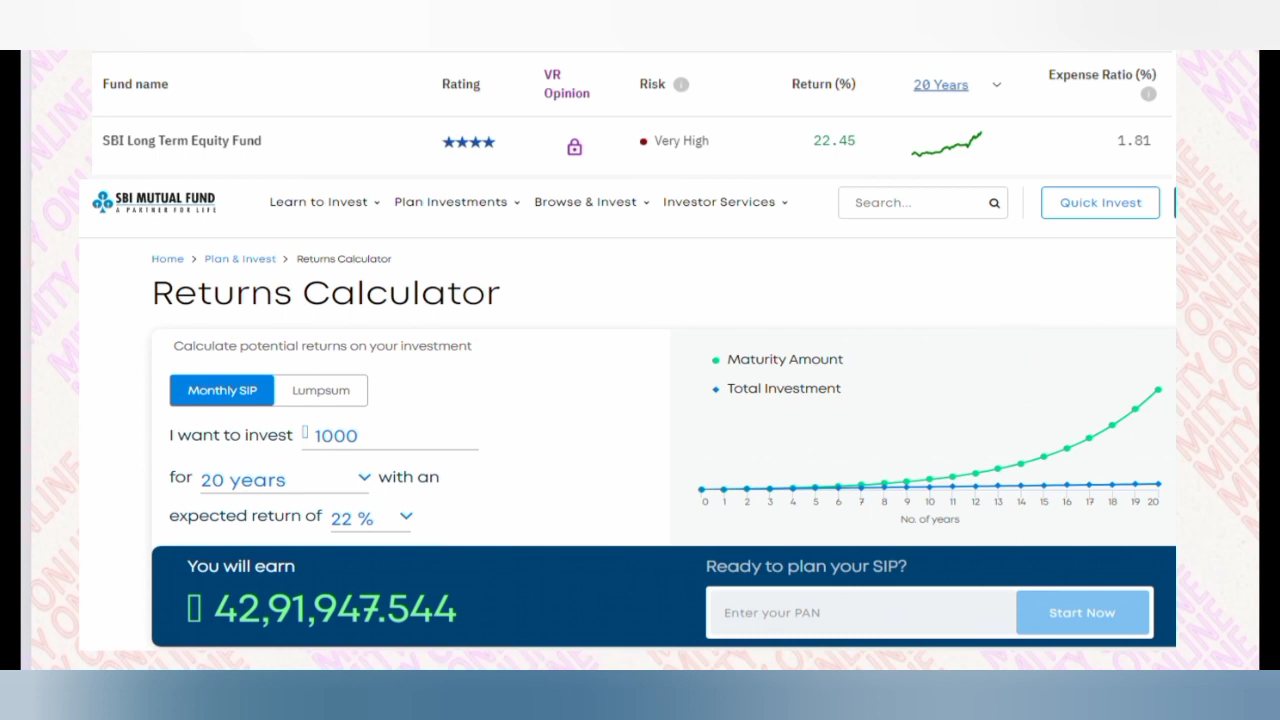 Fund name Rating VR Opinion Risk Return (%) 20 Years Expense Ratio (%)
SBI Long Term Equity Fund ★★★★ Very High 22.45 1.81
SBI MUTUAL FUND
A PARTNER FOR LIFE
Learn to Invest Plan Investments Browse & Invest Investor Services Search... Quick Invest
Home > Plan & Invest > Returns Calculator
Returns Calculator
Calculate potential returns on your investment
Monthly SIP Lumpsum
I want to invest 1000
for 20 years with an
expected return of 22 %
Maturity Amount
Total Investment
0 1 2 3 4 5 6 7 8 9 10 11 12 13 14 15 16 17 18 19 20
No. of years
You will earn
42,91,947.544
Ready to plan your SIP?
Enter your PAN Start Now
MITY ONLINE